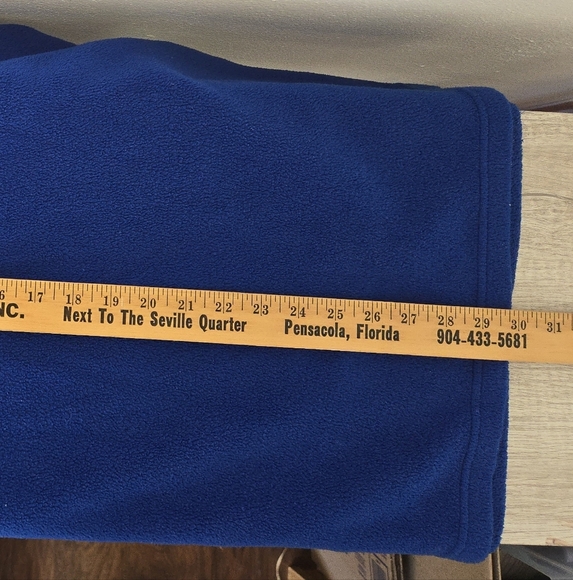 6 17 18 19 20 21 22 23 24 25 26 27 28 29 30 31
NC. Next To The Seville Quarter Pensacola, Florida 904-433-5681